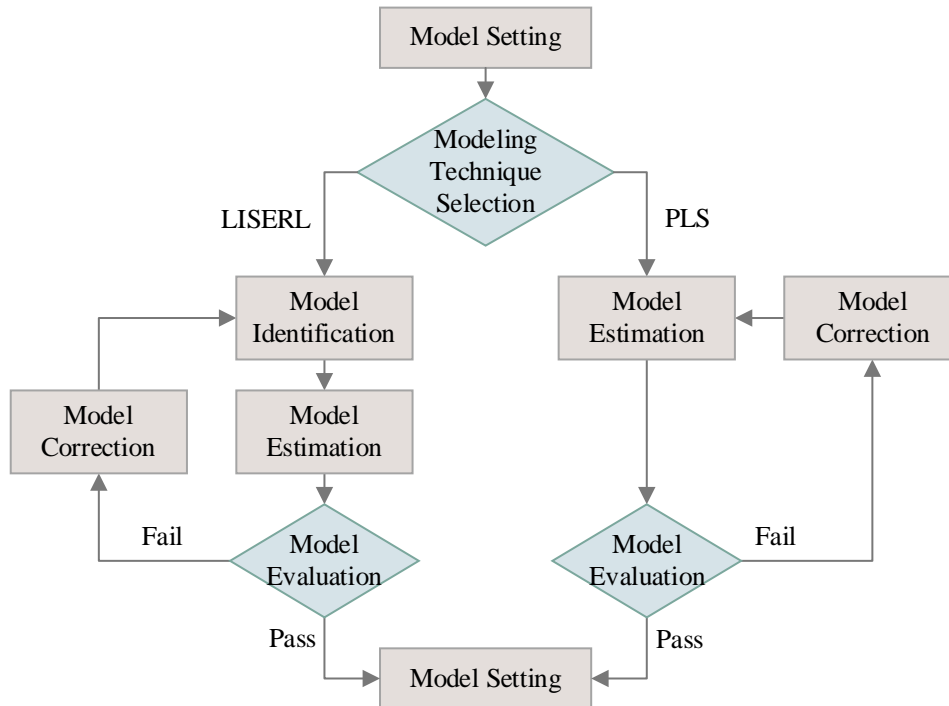 Model Setting
Modeling
Technique
Selection
LISERL
PLS
Model
Identification
Model
Estimation
Model
Correction
Model
Correction
Model
Estimation
Fail
Model
Evaluation
Model
Evaluation
Fail
Pass
Pass
Model Setting